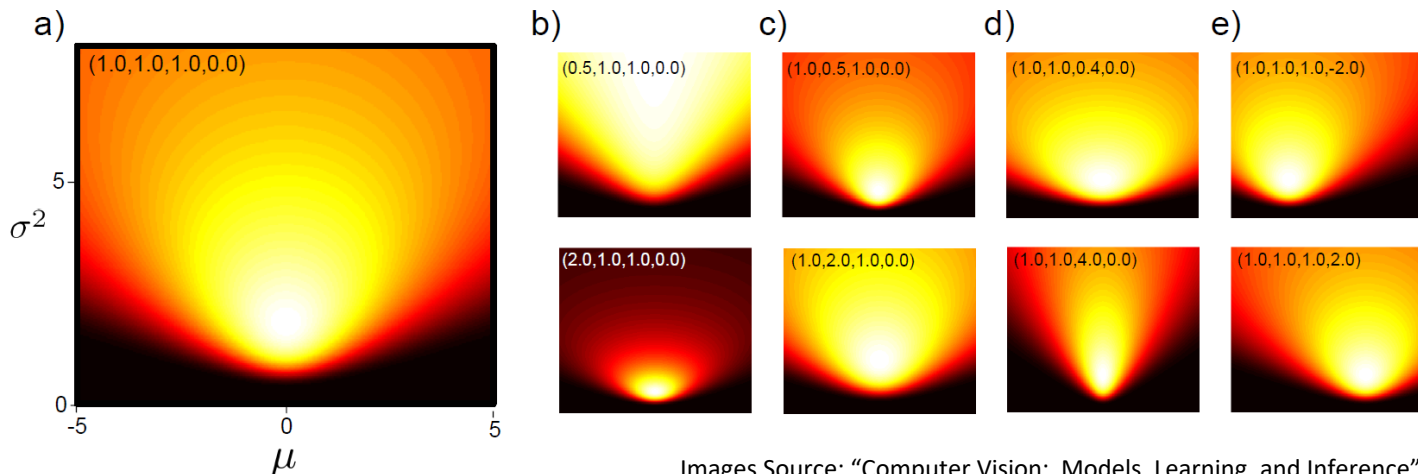 a)
b)
c)
d)
e)
(1.0,1.0,1.0,0.0)
(0.5,1.0,1.0,0.0)
(1.0,0.5,1.0,0.0)
(1.0,1.0,0.4,0.0)
(1.0,1.0,1.0,-2.0)
5
σ²
(2.0,1.0,1.0,0.0)
(1.0,2.0,1.0,0.0)
(1.0,1.0,4.0,0.0)
(1.0,1.0,1.0,2.0)
0
-5
0
5
μ
Images Source: “Computer Vision: Models, Learning, and Inference”